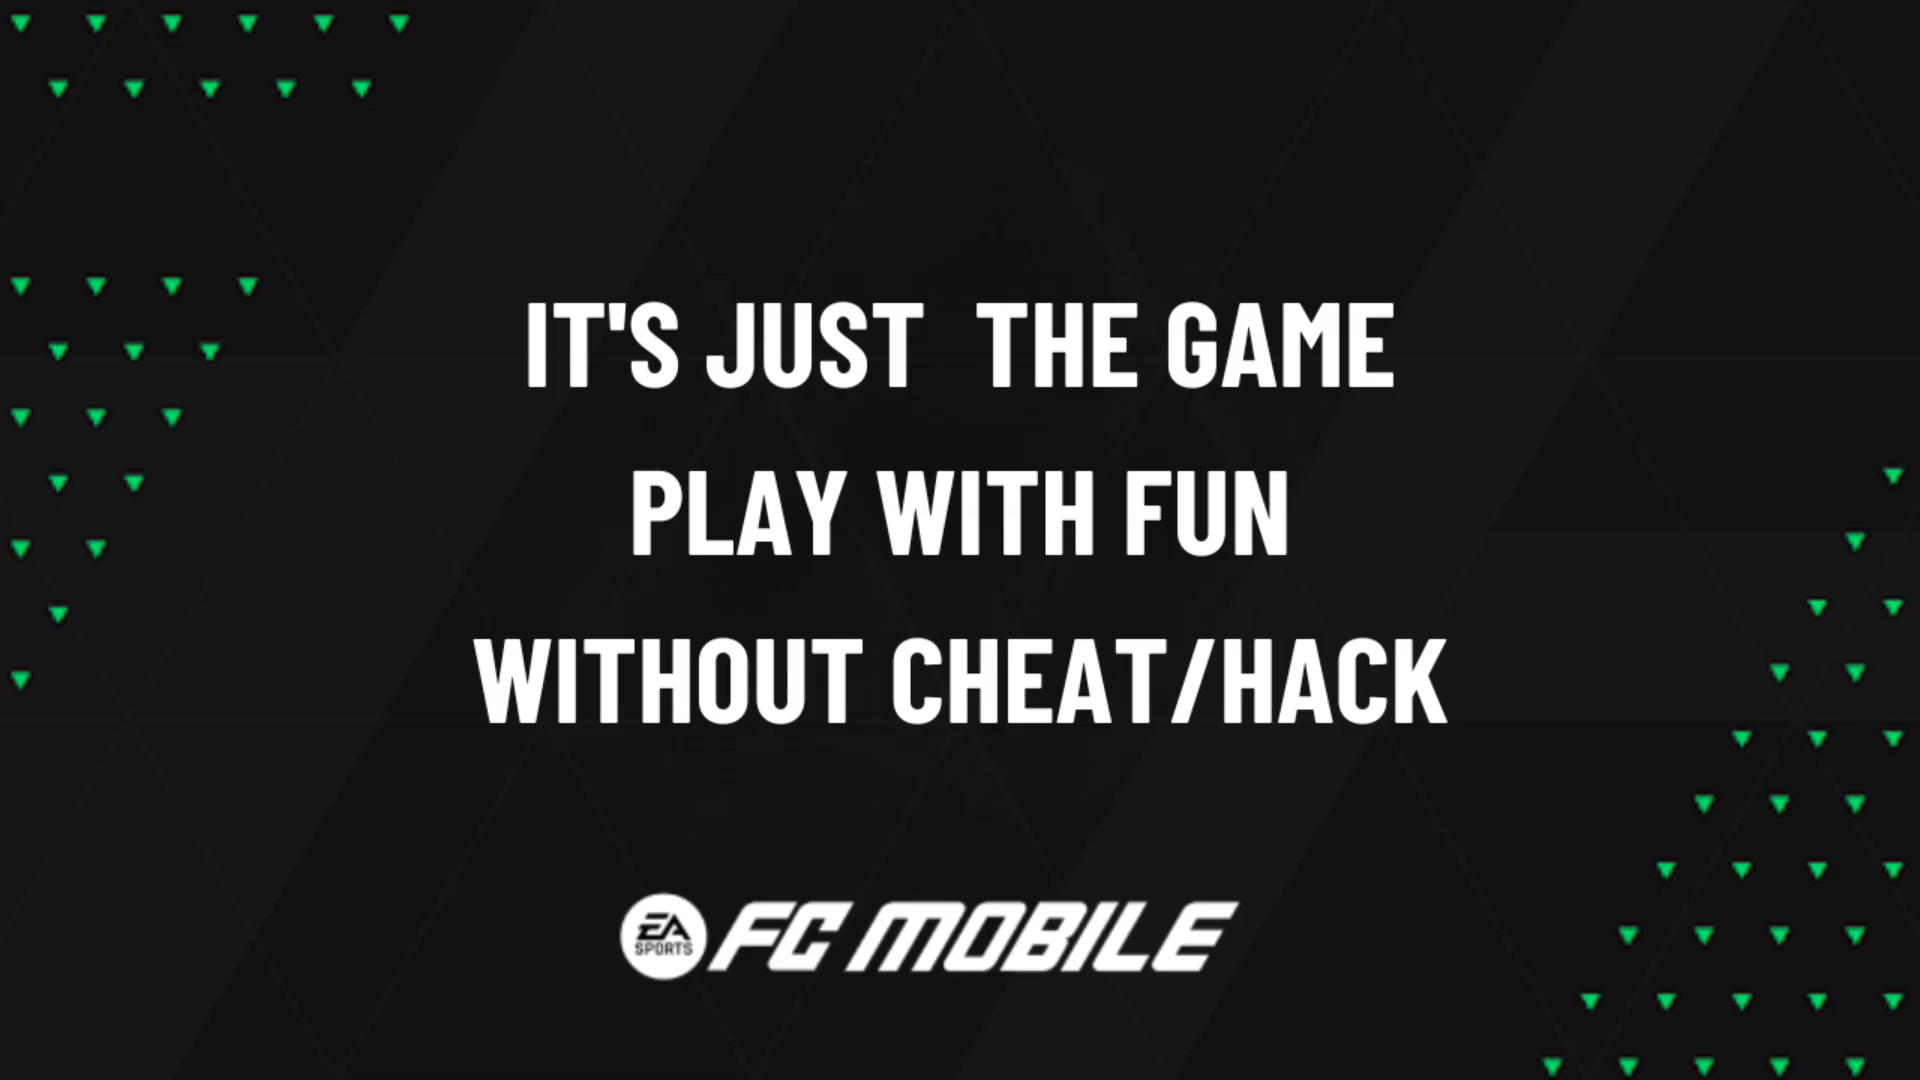 IT'S JUST  THE GAME
PLAY WITH FUN
WITHOUT CHEAT/HACK
EA SPORTS FC MOBILE